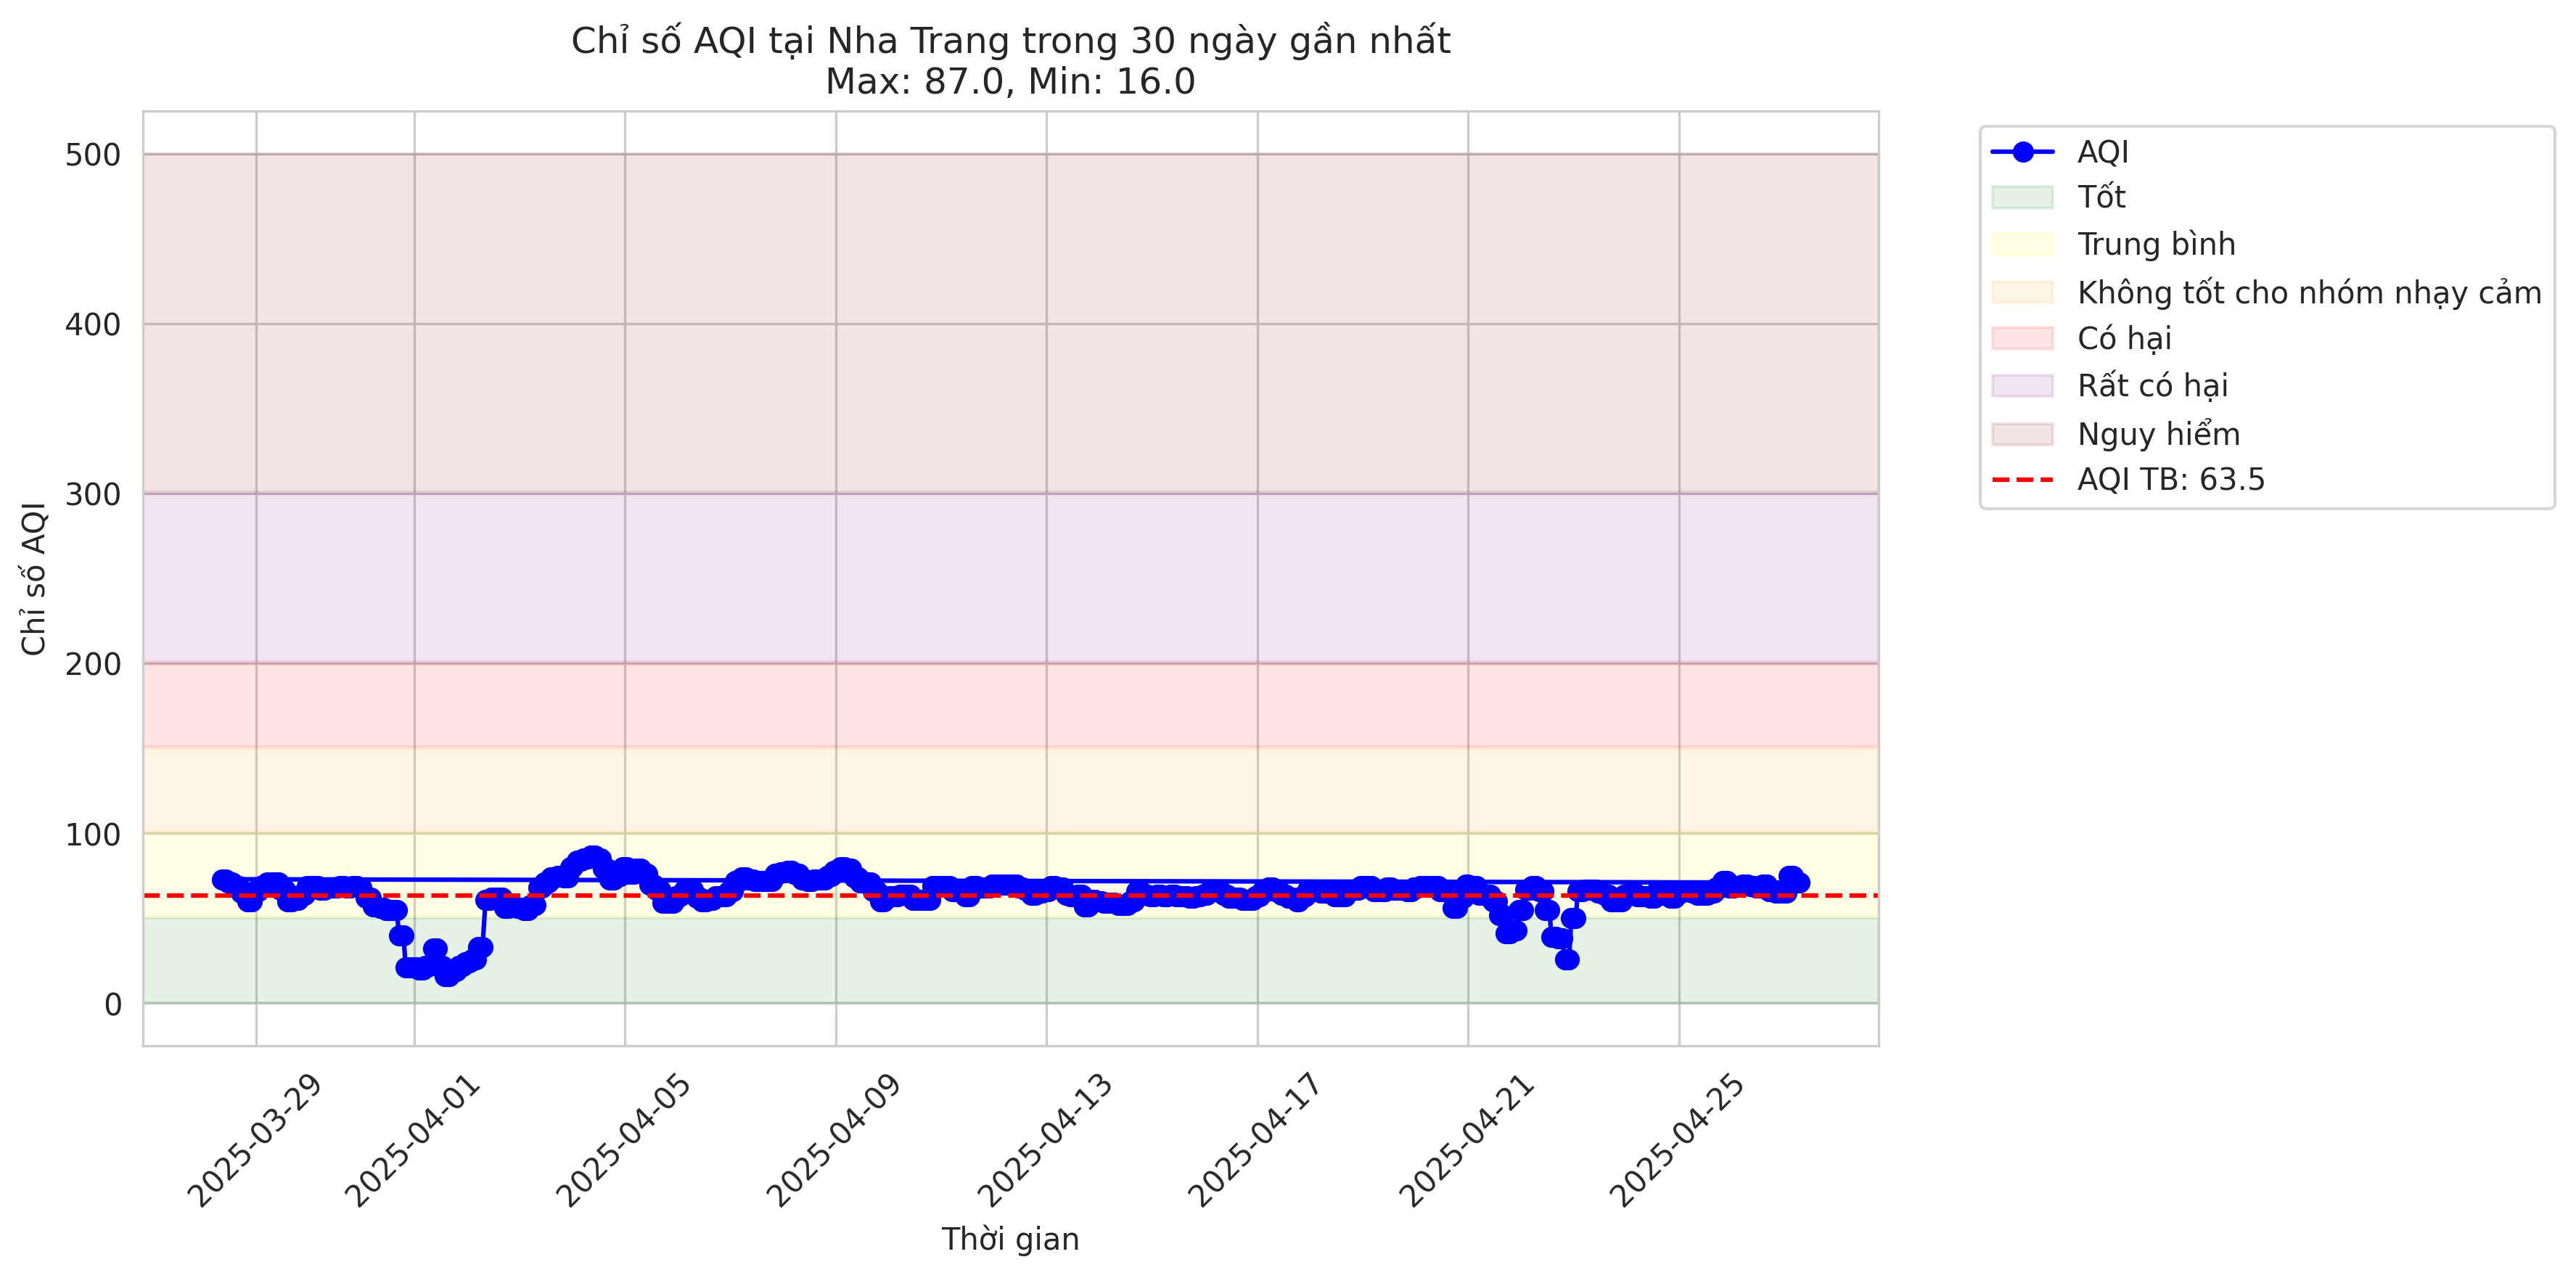 Chỉ số AQI tại Nha Trang trong 30 ngày gần nhất
Max: 87.0, Min: 16.0
Chỉ số AQI
500
400
300
200
100
0
2025-03-29
2025-04-01
2025-04-05
2025-04-09
2025-04-13
2025-04-17
2025-04-21
2025-04-25
Thời gian
AQI
Tốt
Trung bình
Không tốt cho nhóm nhạy cảm
Có hại
Rất có hại
Nguy hiểm
AQI TB: 63.5